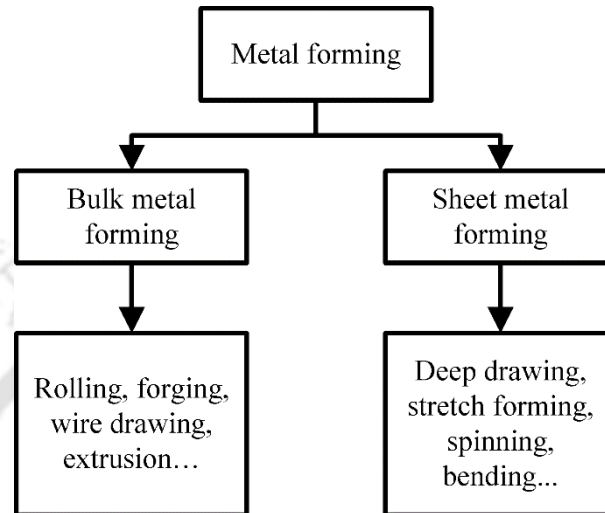 Metal forming
Bulk metal
forming
Sheet metal
forming
Rolling, forging,
wire drawing,
extrusion…
Deep drawing,
stretch forming,
spinning,
bending...